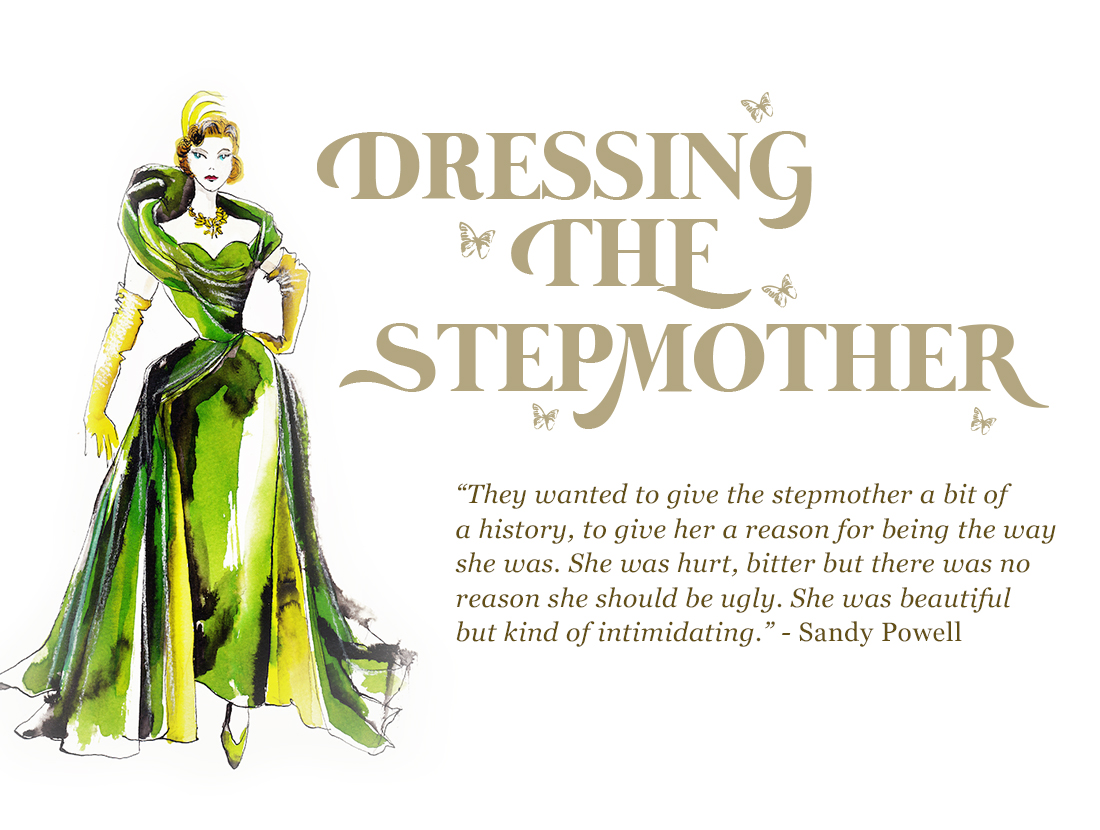 DRESSING
THE
STEPMOTHER
“They wanted to give the stepmother a bit of
a history, to give her a reason for being the way
she was. She was hurt, bitter but there was no
reason she should be ugly. She was beautiful
but kind of intimidating.” - Sandy Powell